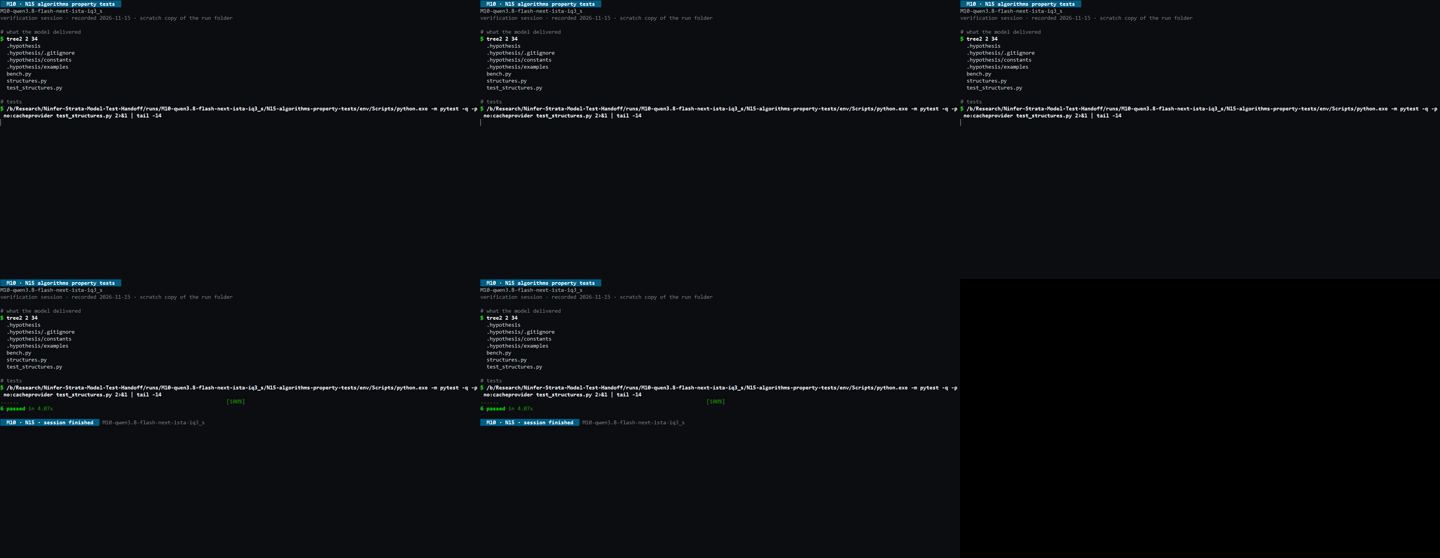 M10 · N15 algorithms property tests
M10-qwen3.8-flash-next-ista-iq3_s
verification session - recorded 2026-11-15 - scratch copy of the run folder
# what the model delivered
$ tree2 2 34
.hypothesis
.hypothesis/.gitignore
.hypothesis/constants
.hypothesis/examples
bench.py
structures.py
test_structures.py
# tests
$ /b/Research/Ninfer-Strata-Model-Test-Handoff/runs/M10-qwen3.8-flash-next-ista-iq3_s/N15-algorithms-property-tests/env/Scripts/python.exe -m pytest -q -p
no:cacheprovider test_structures.py 2>&1 | tail -14
M10 · N15 algorithms property tests
M10-qwen3.8-flash-next-ista-iq3_s
verification session - recorded 2026-11-15 - scratch copy of the run folder
# what the model delivered
$ tree2 2 34
.hypothesis
.hypothesis/.gitignore
.hypothesis/constants
.hypothesis/examples
bench.py
structures.py
test_structures.py
# tests
$ /b/Research/Ninfer-Strata-Model-Test-Handoff/runs/M10-qwen3.8-flash-next-ista-iq3_s/N15-algorithms-property-tests/env/Scripts/python.exe -m pytest -q -p
no:cacheprovider test_structures.py 2>&1 | tail -14
M10 · N15 algorithms property tests
M10-qwen3.8-flash-next-ista-iq3_s
verification session - recorded 2026-11-15 - scratch copy of the run folder
# what the model delivered
$ tree2 2 34
.hypothesis
.hypothesis/.gitignore
.hypothesis/constants
.hypothesis/examples
bench.py
structures.py
test_structures.py
# tests
$ /b/Research/Ninfer-Strata-Model-Test-Handoff/runs/M10-qwen3.8-flash-next-ista-iq3_s/N15-algorithms-property-tests/env/Scripts/python.exe -m pytest -q -p
no:cacheprovider test_structures.py 2>&1 | tail -14
M10 · N15 algorithms property tests
M10-qwen3.8-flash-next-ista-iq3_s
verification session - recorded 2026-11-15 - scratch copy of the run folder
# what the model delivered
$ tree2 2 34
.hypothesis
.hypothesis/.gitignore
.hypothesis/constants
.hypothesis/examples
bench.py
structures.py
test_structures.py
# tests
$ /b/Research/Ninfer-Strata-Model-Test-Handoff/runs/M10-qwen3.8-flash-next-ista-iq3_s/N15-algorithms-property-tests/env/Scripts/python.exe -m pytest -q -p
no:cacheprovider test_structures.py 2>&1 | tail -14
...... [100%]
6 passed in 4.07s
M10 · N15 · session finished M10-qwen3.8-flash-next-ista-iq3_s
M10 · N15 algorithms property tests
M10-qwen3.8-flash-next-ista-iq3_s
verification session - recorded 2026-11-15 - scratch copy of the run folder
# what the model delivered
$ tree2 2 34
.hypothesis
.hypothesis/.gitignore
.hypothesis/constants
.hypothesis/examples
bench.py
structures.py
test_structures.py
# tests
$ /b/Research/Ninfer-Strata-Model-Test-Handoff/runs/M10-qwen3.8-flash-next-ista-iq3_s/N15-algorithms-property-tests/env/Scripts/python.exe -m pytest -q -p
no:cacheprovider test_structures.py 2>&1 | tail -14
...... [100%]
6 passed in 4.07s
M10 · N15 · session finished M10-qwen3.8-flash-next-ista-iq3_s